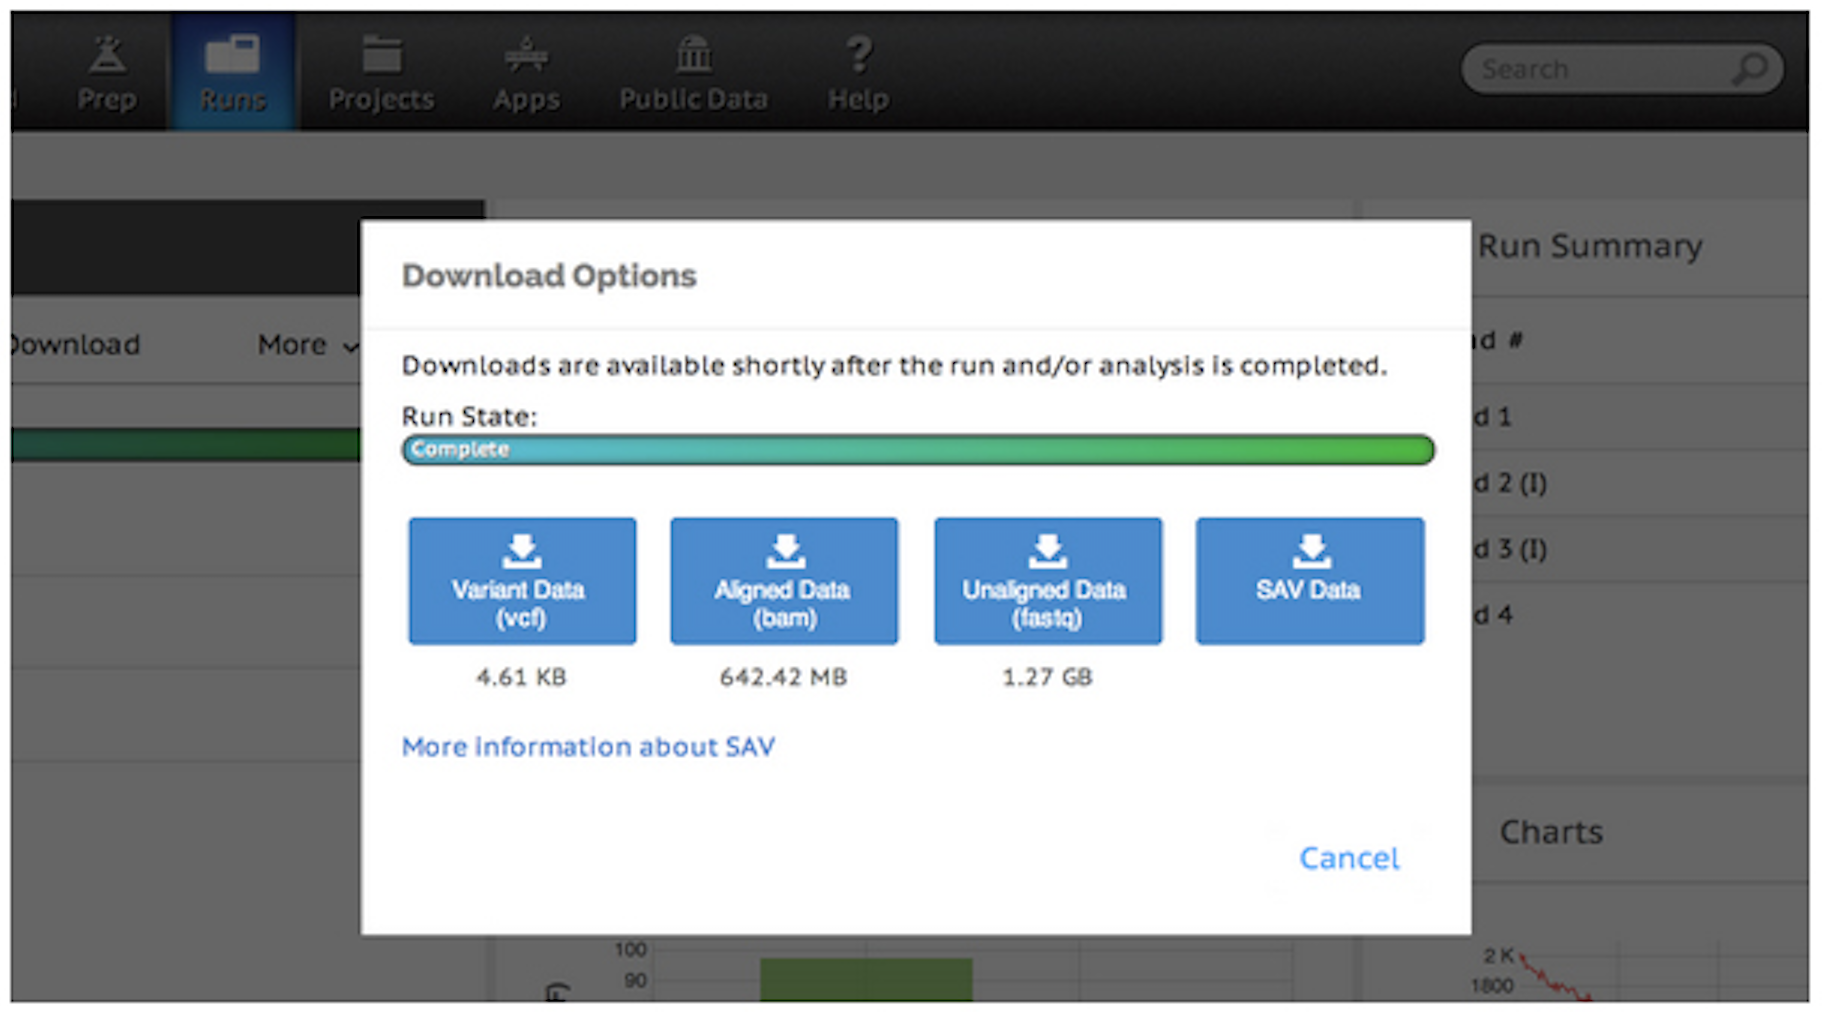 Prep
Runs
Projects
Apps
Public Data
Help
Search
Download Options
Run Summary
Download
More
Downloads are available shortly after the run and/or analysis is completed.
Run State:
Complete
Variant Data
(vcf)
4.61 KB
Aligned Data
(bam)
642.42 MB
Unaligned Data
(fastq)
1.27 GB
SAV Data
More information about SAV
Cancel
d #
d 1
d 2 (I)
d 3 (I)
d 4
Charts
100
90
2 K
1800